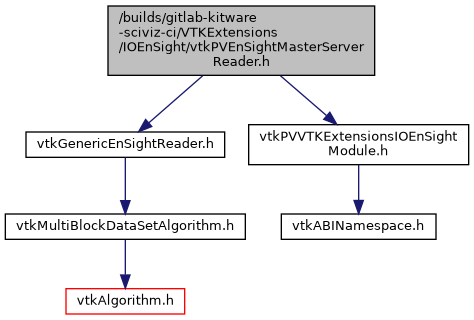 /builds/gitlab-kitware
-sciviz-ci/VTKExtensions
/IOEnSight/vtkPVEnSightMasterServer
Reader.h
vtkGenericEnSightReader.h
vtkPVVTKExtensionsIOEnSight
Module.h
vtkMultiBlockDataSetAlgorithm.h
vtkABINamespace.h
vtkAlgorithm.h